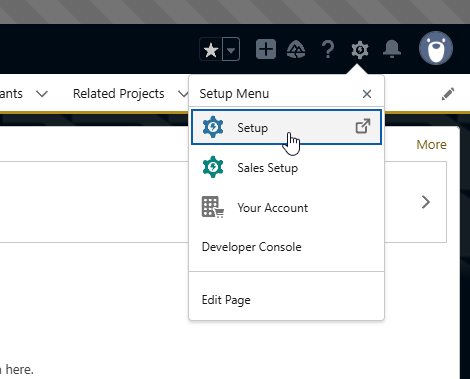 ants
Related Projects
Setup Menu
Setup
More
Sales Setup
Your Account
Developer Console
Edit Page
here.